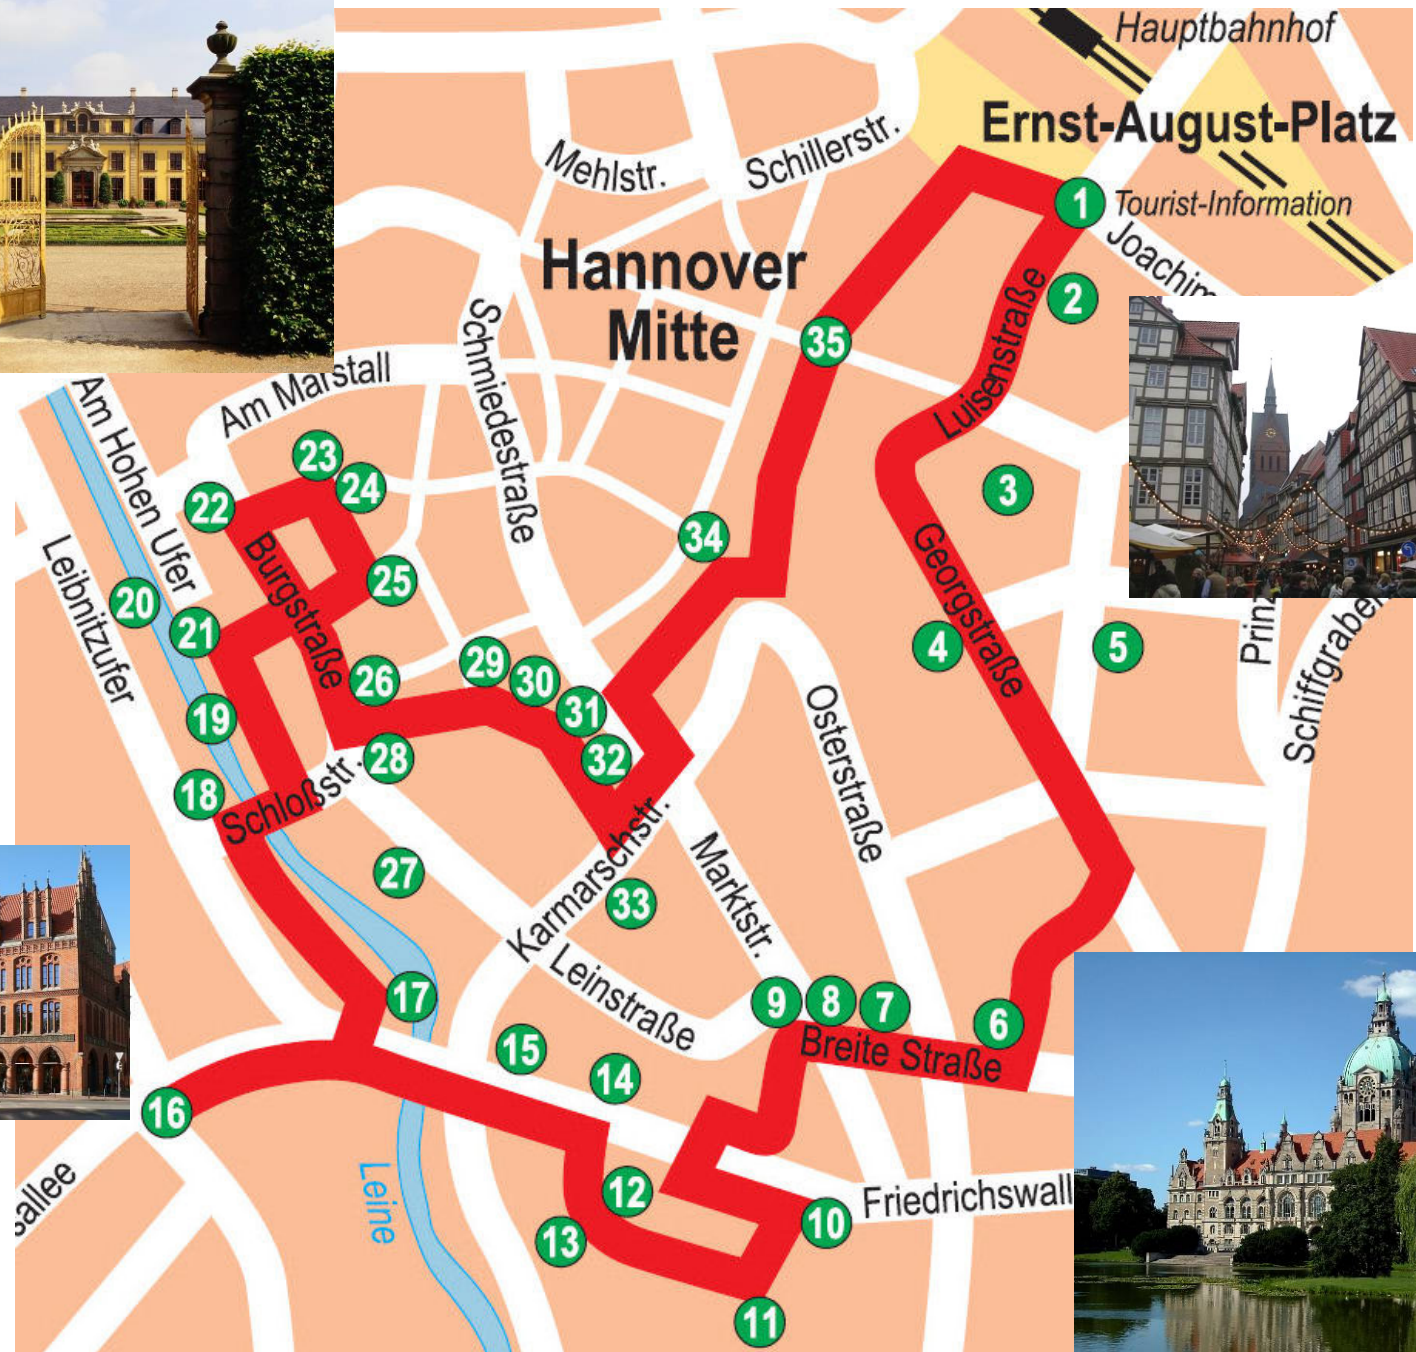 Hauptbahnhof
Ernst-August-Platz
Schillerstr.
Mehlstr.
1
Tourist-Information
Joachim
Hannover
Mitte
2
Luisenstraße
35
Schmiedestraße
Am Marstall
Am Hohen Ufer
23
24
3
22
34
Georgstraße
Burgstraße
Leibnitzufer
25
20
21
4
5
Prinz
Schiffgraben
26
29
30
31
19
Osterstraße
32
28
18
Schloßstr.
27
Karmarschstr.
Marktstr.
33
Leinstraße
17
9
8
7
6
Breite Straße
15
14
16
Leine
sallee
12
10
Friedrichswall
13
11